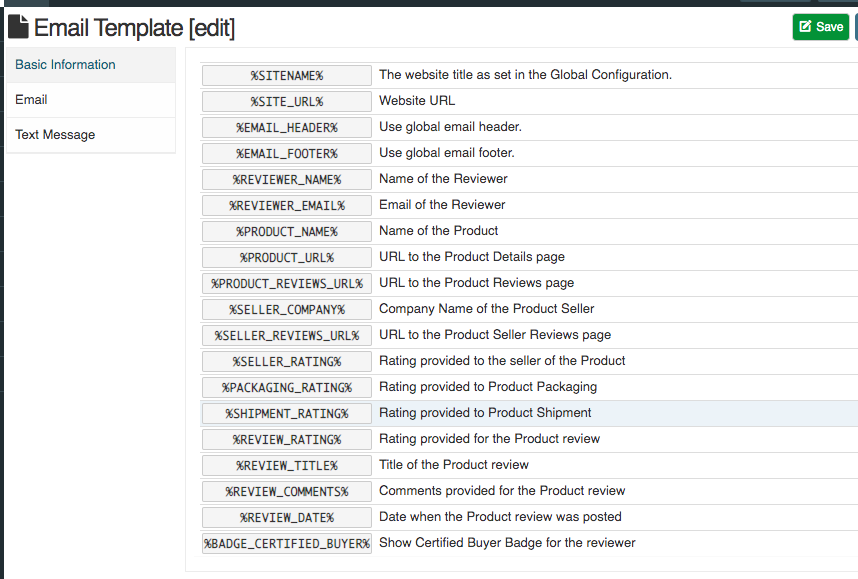 Email Template [edit]
Save
Basic Information
Email
Text Message
%SITENAME% The website title as set in the Global Configuration.
%SITE_URL% Website URL
%EMAIL_HEADER% Use global email header.
%EMAIL_FOOTER% Use global email footer.
%REVIEWER_NAME% Name of the Reviewer
%REVIEWER_EMAIL% Email of the Reviewer
%PRODUCT_NAME% Name of the Product
%PRODUCT_URL% URL to the Product Details page
%PRODUCT_REVIEWS_URL% URL to the Product Reviews page
%SELLER_COMPANY% Company Name of the Product Seller
%SELLER_REVIEWS_URL% URL to the Product Seller Reviews page
%SELLER_RATING% Rating provided to the seller of the Product
%PACKAGING_RATING% Rating provided to Product Packaging
%SHIPMENT_RATING% Rating provided to Product Shipment
%REVIEW_RATING% Rating provided for the Product review
%REVIEW_TITLE% Title of the Product review
%REVIEW_COMMENTS% Comments provided for the Product review
%REVIEW_DATE% Date when the Product review was posted
%BADGE_CERTIFIED_BUYER% Show Certified Buyer Badge for the reviewer